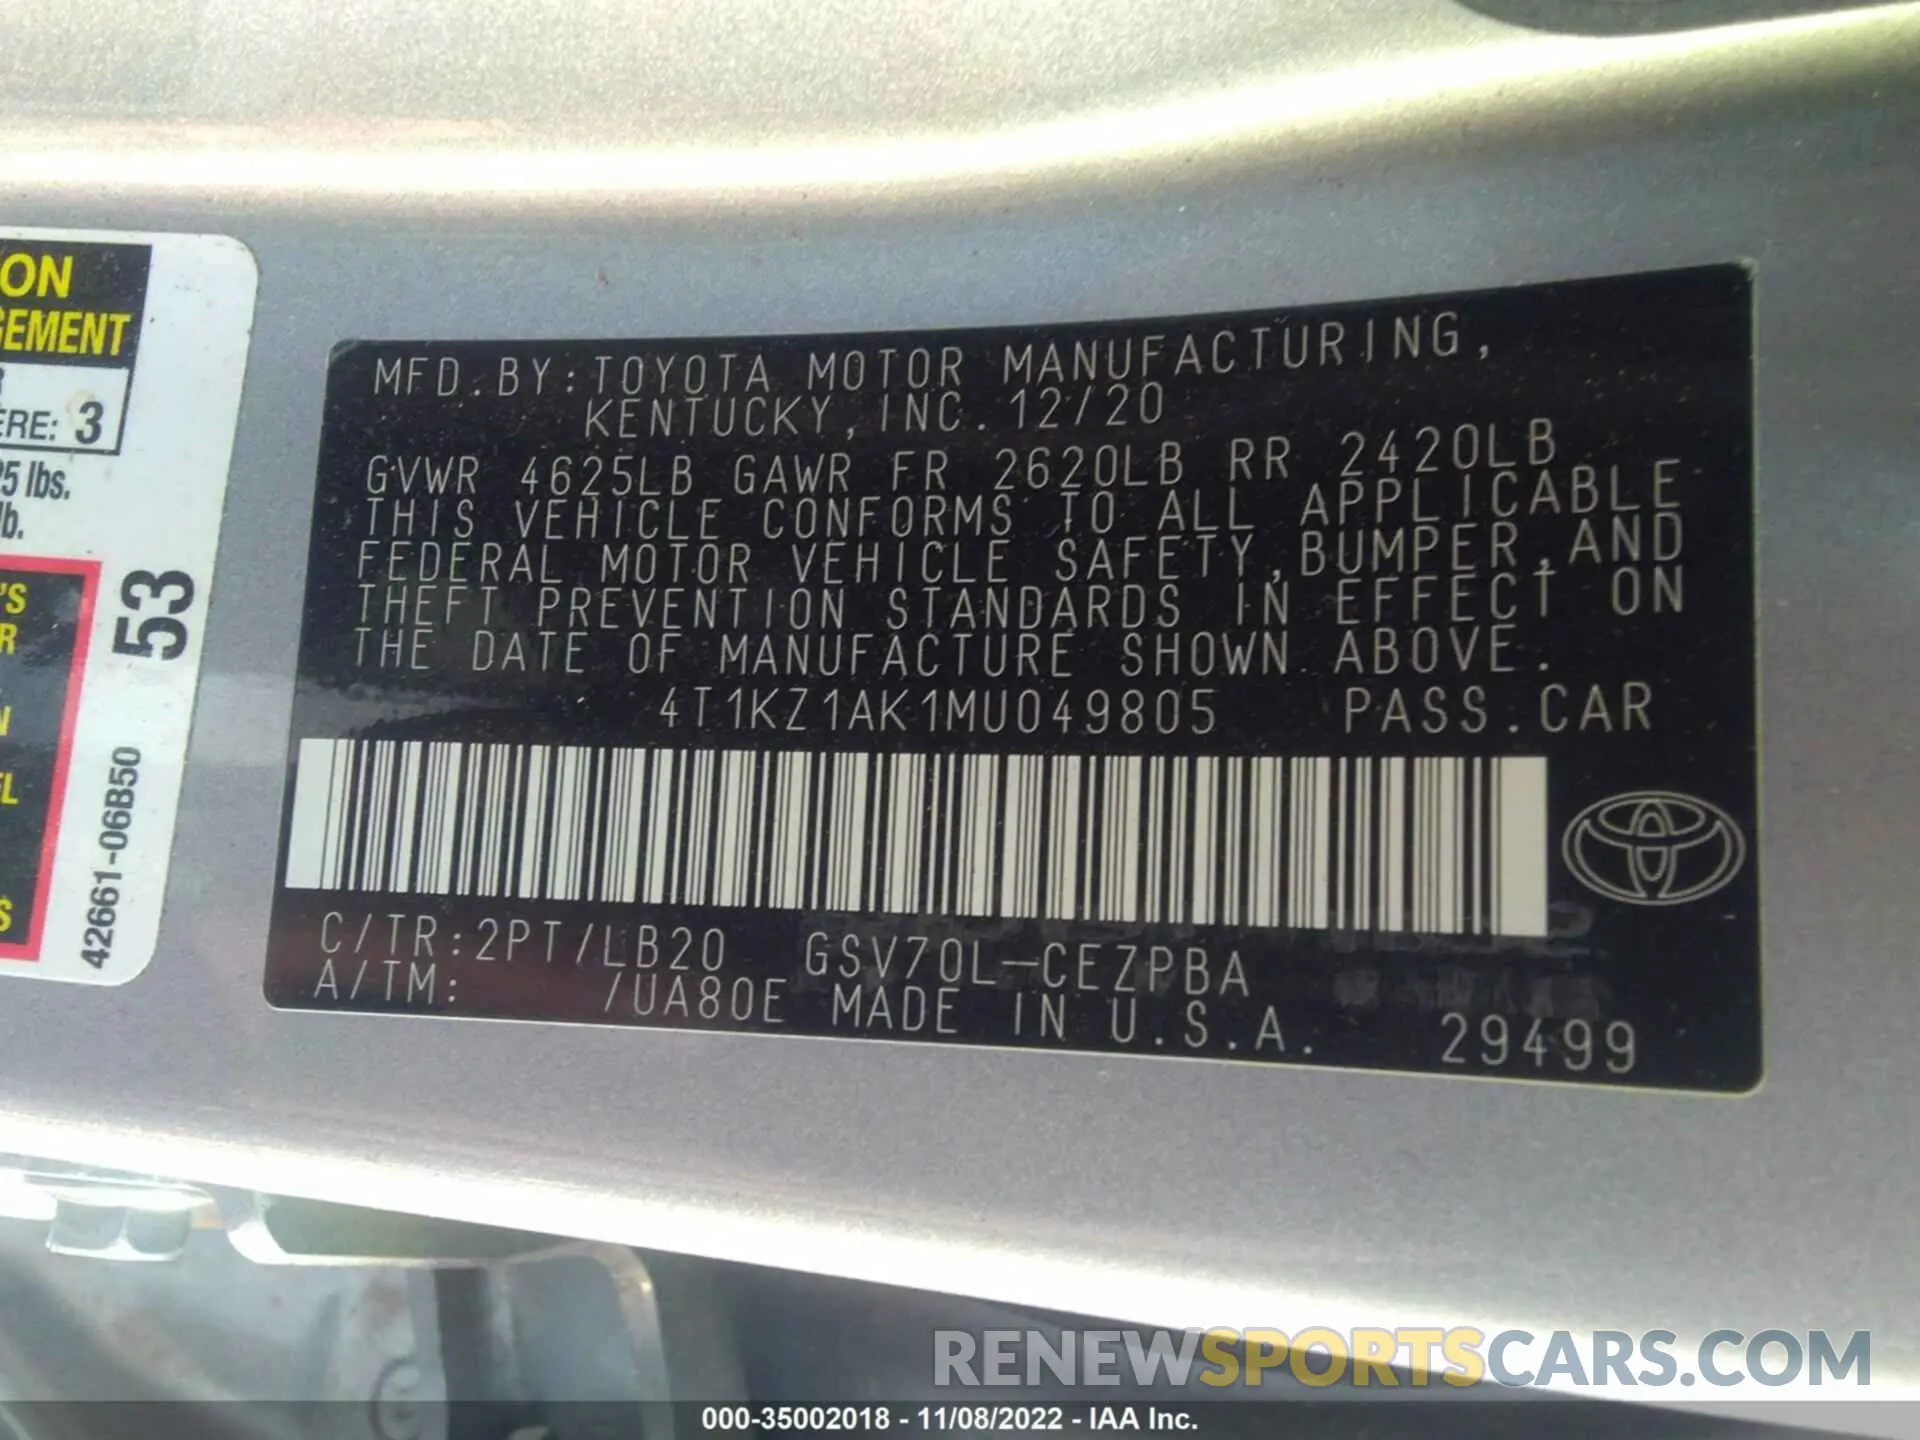 ON
GEMENT
ERE: 3
25 lbs.
lb.
'S
R
N
EL
S
53
42661-06B50
MFD.BY:TOYOTA MOTOR MANUFACTURING,
KENTUCKY,INC. 12/20
GVWR 4625LB GAWR FR 2620LB RR 2420LB
THIS VEHICLE CONFORMS TO ALL APPLICABLE
FEDERAL MOTOR VEHICLE SAFETY,BUMPER,AND
THEFT PREVENTION STANDARDS IN EFFECT ON
THE DATE OF MANUFACTURE SHOWN ABOVE.
4T1KZ1AK1MU049805 PASS.CAR
C/TR:2PT/LB20 GSV70L-CEZPBA
A/TM: /UA80E MADE IN U.S.A. 29499
RENEWSPORTSCARS.COM
000-35002018 - 11/08/2022 - IAA Inc.